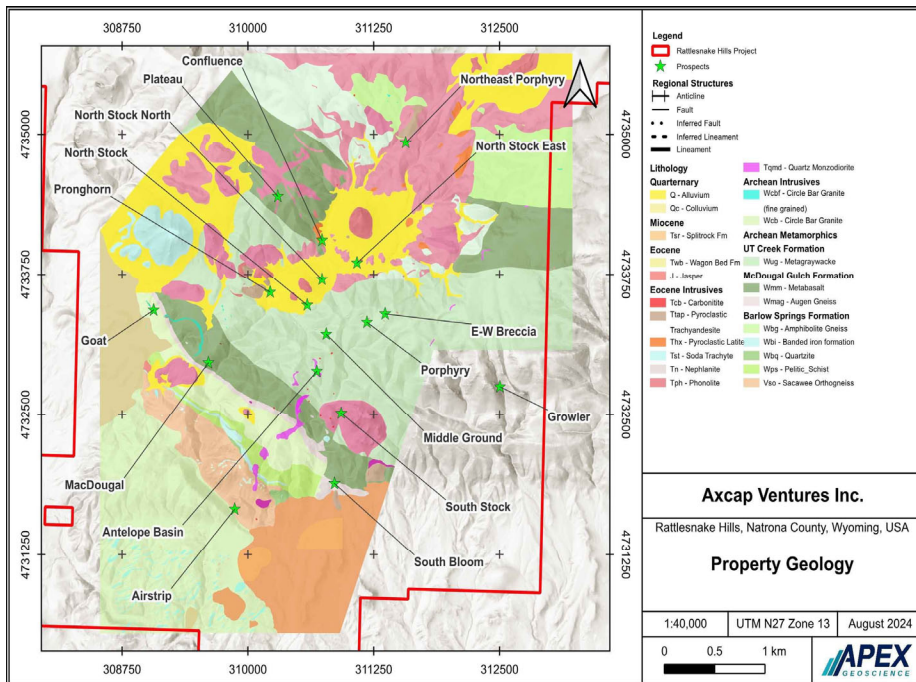 308750 310000 311250 312500
Confluence
Plateau
Northeast Porphyry
North Stock North
North Stock East
North Stock
Pronghorn
4735000 4735000
4733750 4733750
E-W Breccia
Goat
Porphyry
Growler
4732500 4732500
Middle Ground
MacDougal
South Stock
Antelope Basin
South Bloom
4731250 4731250
Airstrip
308750 310000 311250 312500
Legend
Rattlesnake Hills Project
Prospects
Regional Structures
Anticline
Fault
Inferred Fault
Inferred Lineament
Lineament
Lithology
Quarternary
Q - Alluvium
Qc - Colluvium
Miocene
Tsr - Splitrock Fm
Eocene
Twb - Wagon Bed Fm
J - Jasper
Eocene Intrusives
Tcb - Carbonitite
Ttap - Pyroclastic
Trachyandesite
Thx - Pyroclastic Latite
Tst - Soda Trachyte
Tn - Nephlanite
Tph - Phonolite
Tqmd - Quartz Monzodiorite
Archean Intrusives
Wcbf - Circle Bar Granite
(fine grained)
Wcb - Circle Bar Granite
Archean Metamorphics
UT Creek Formation
Wug - Metagraywacke
McDougal Gulch Formation
Wmm - Metabasalt
Wmag - Augen Gneiss
Barlow Springs Formation
Wbg - Amphibolite Gneiss
Wbi - Banded iron formation
Wbq - Quartzite
Wps - Pelitic_Schist
Vso - Sacawee Orthogneiss
Axcap Ventures Inc.
Rattlesnake Hills, Natrona County, Wyoming, USA
Property Geology
1:40,000 UTM N27 Zone 13 August 2024
0 0.5 1 km
APEX
GEOSCIENCE